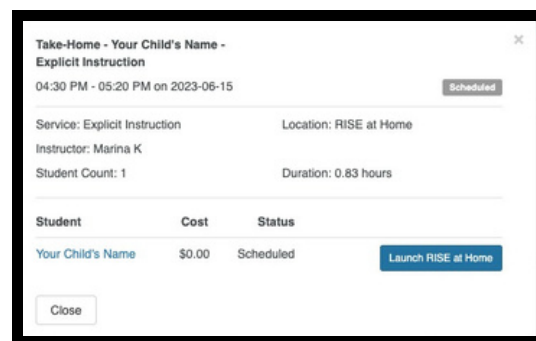 Take-Home - Your Child's Name -
Explicit Instruction
04:30 PM - 05:20 PM on 2023-06-15
Scheduled
Service: Explicit Instruction
Location: RISE at Home
Instructor: Marina K
Student Count: 1
Duration: 0.83 hours
Student Cost Status
Your Child's Name $0.00 Scheduled
Launch RISE at Home
Close